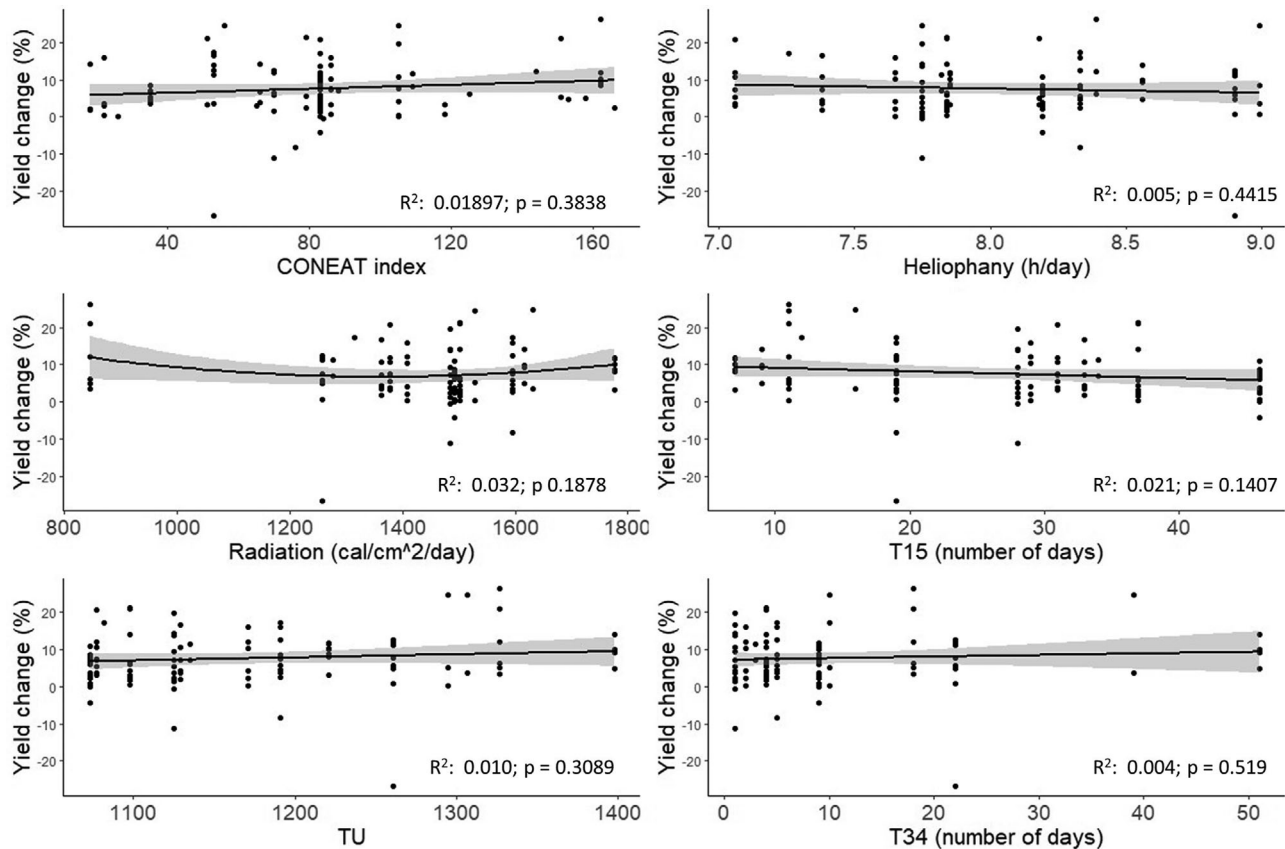 Yield change (%)
20
10
0
-10
-20
R²: 0.01897; p = 0.3838
40 80 120 160
CONEAT index
Yield change (%)
20
10
0
-10
-20
R²: 0.005; p = 0.4415
7.0 7.5 8.0 8.5 9.0
Heliophany (h/day)
Yield change (%)
20
10
0
-10
-20
R²: 0.032; p 0.1878
800 1000 1200 1400 1600 1800
Radiation (cal/cm^2/day)
Yield change (%)
20
10
0
-10
-20
R²: 0.021; p = 0.1407
10 20 30 40
T15 (number of days)
Yield change (%)
20
10
0
-10
-20
R²: 0.010; p = 0.3089
1100 1200 1300 1400
TU
Yield change (%)
20
10
0
-10
-20
R²: 0.004; p = 0.519
0 10 20 30 40 50
T34 (number of days)